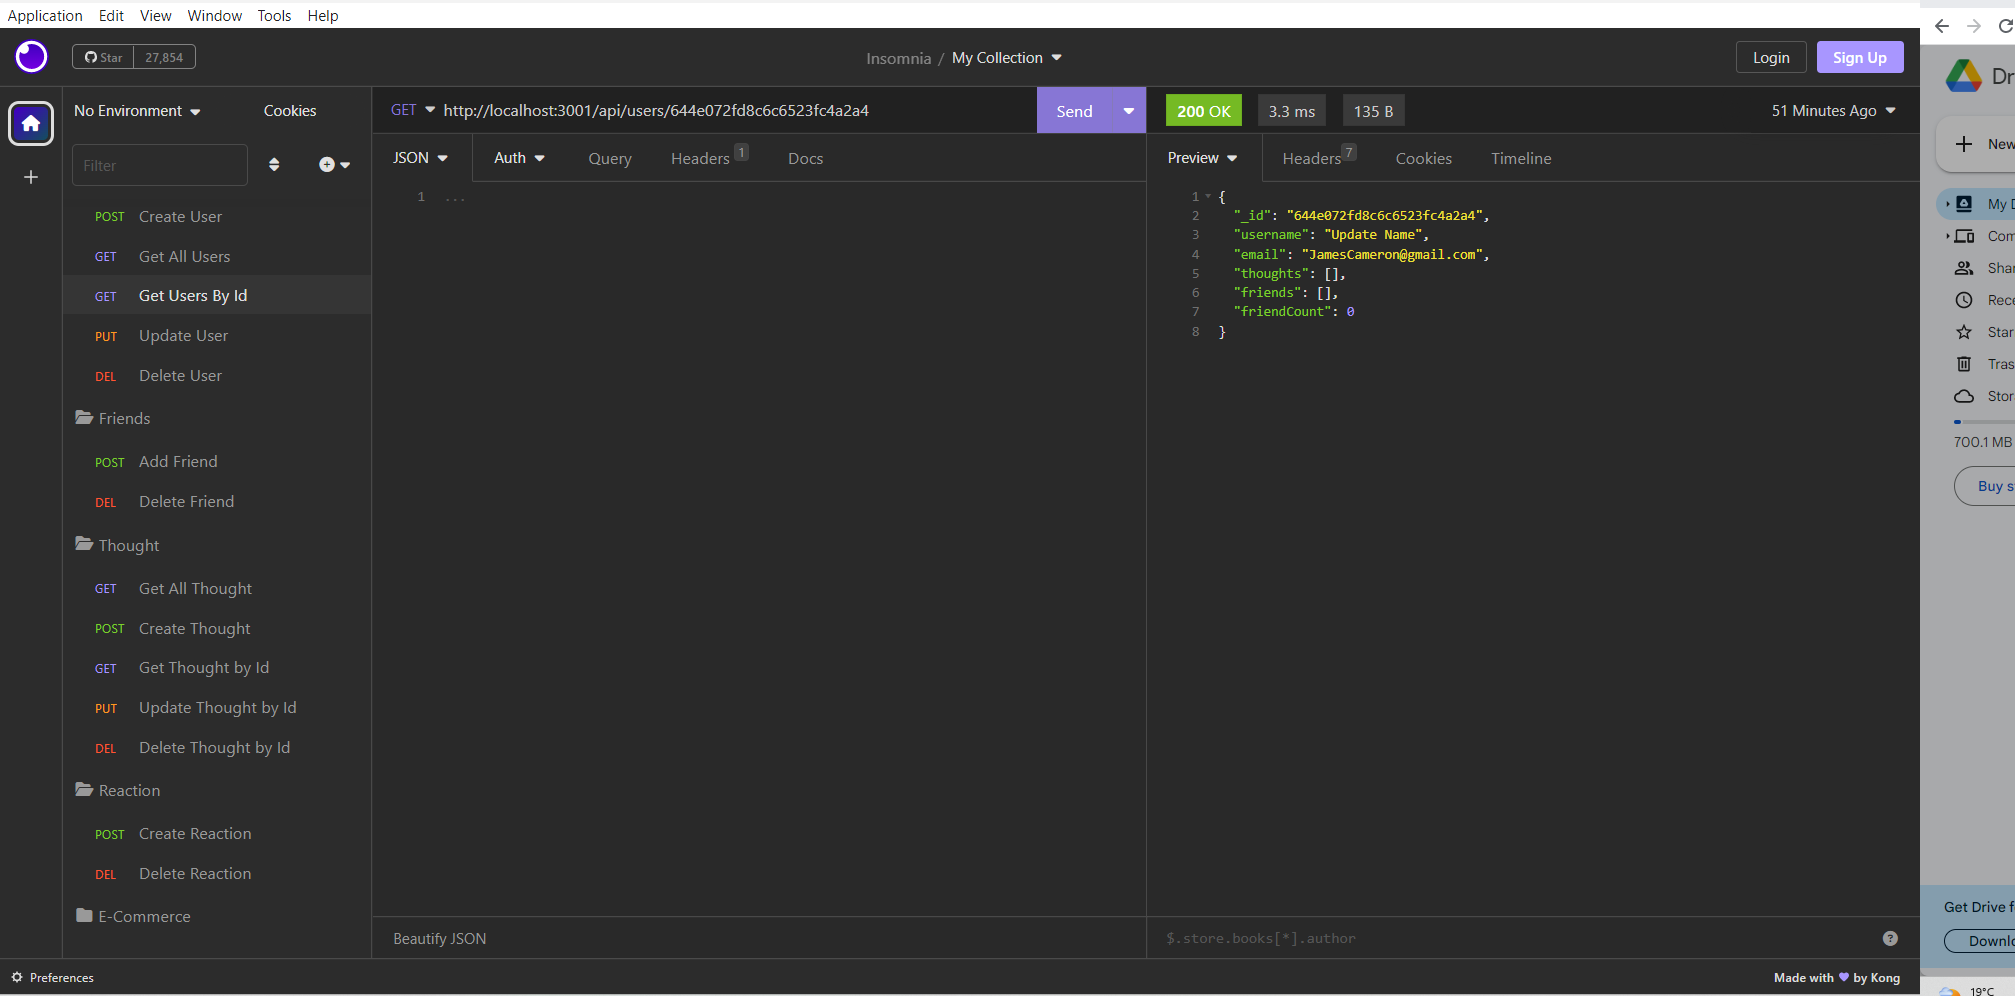 Application Edit View Window Tools Help
Star 27,854
Insomnia / My Collection
Login Sign Up
No Environment Cookies
Filter
POST Create User
GET Get All Users
GET Get Users By Id
PUT Update User
DEL Delete User
Friends
POST Add Friend
DEL Delete Friend
Thought
GET Get All Thought
POST Create Thought
GET Get Thought by Id
PUT Update Thought by Id
DEL Delete Thought by Id
Reaction
POST Create Reaction
DEL Delete Reaction
E-Commerce
GET http://localhost:3001/api/users/644e072fd8c6c6523fc4a2a4 Send
JSON Auth Query Headers 1 Docs
1 ...
Beautify JSON
200 OK 3.3 ms 135 B 51 Minutes Ago
Preview Headers 7 Cookies Timeline
1 {
2 "_id": "644e072fd8c6c6523fc4a2a4",
3 "username": "Update Name",
4 "email": "JamesCameron@gmail.com",
5 "thoughts": [],
6 "friends": [],
7 "friendCount": 0
8 }
$.store.books[*].author ?
Preferences
Made with by Kong
Dr
New
My D
Com
Shar
Rece
Star
Tras
Stor
700.1 MB
Buy s
Get Drive f
Downlo
19°C